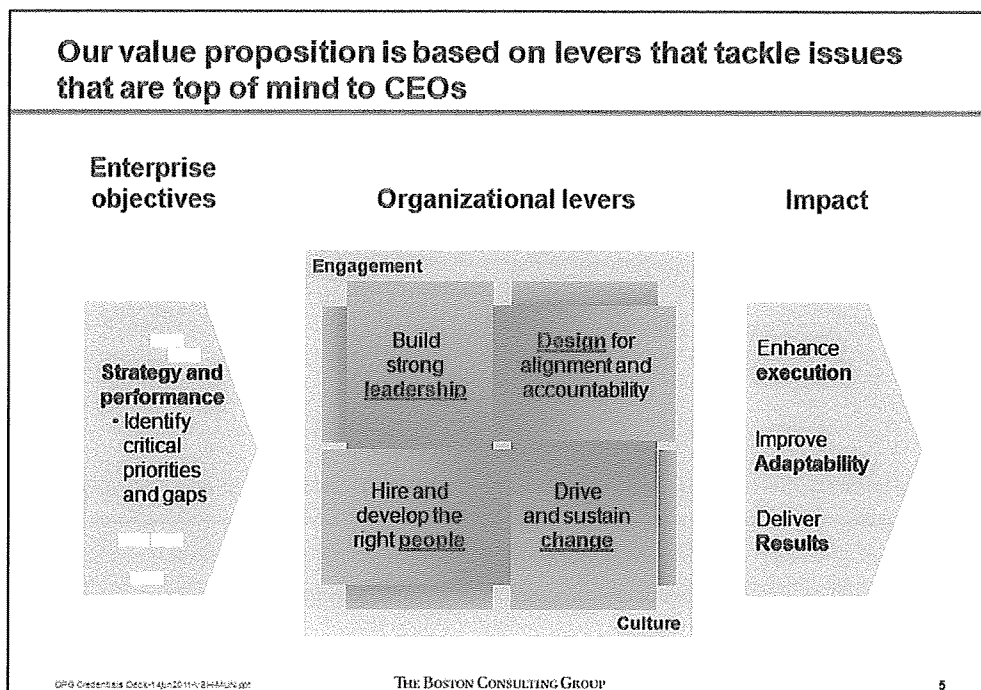 Our value proposition is based on levers that tackle issues
that are top of mind to CEOs
Enterprise
objectives
Organizational levers
Impact
Engagement
Strategy and
performance
• Identify
critical
priorities
and gaps
Build
strong
leadership
Design for
alignment and
accountability
Hire and
develop the
right people
Drive
and sustain
change
Culture
Enhance
execution
Improve
Adaptability
Deliver
Results
THE BOSTON CONSULTING GROUP
5